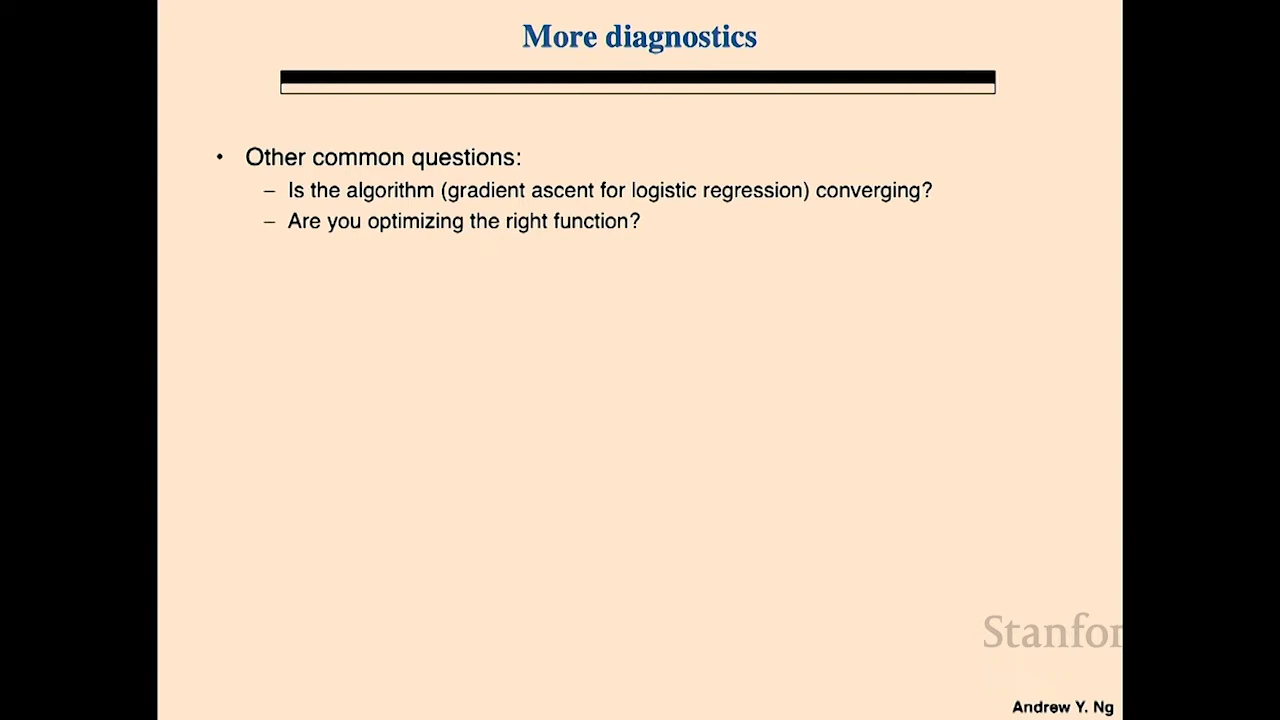 More diagnostics
• Other common questions:
– Is the algorithm (gradient ascent for logistic regression) converging?
– Are you optimizing the right function?
Stanfor
Andrew Y. Ng